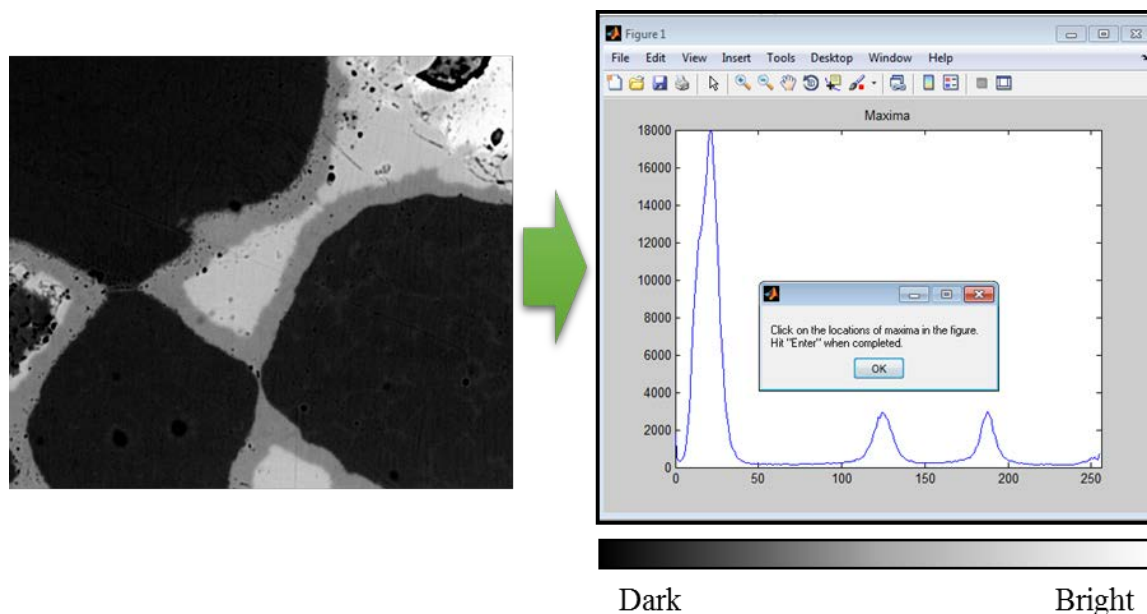 Figure 1
File Edit View Insert Tools Desktop Window Help
Maxima
18000
16000
14000
12000
10000
8000
6000
4000
2000
0
Click on the locations of maxima in the figure.
Hit "Enter" when completed.
OK
0 50 100 150 200 250
Dark Bright